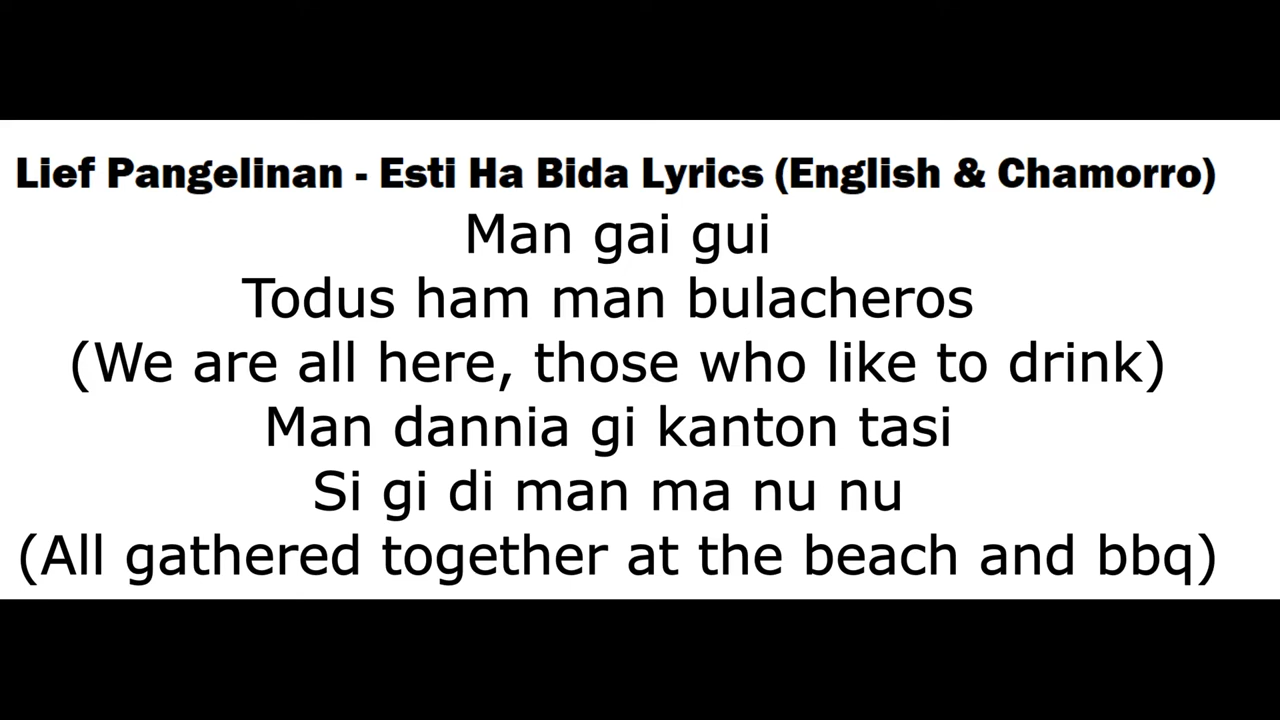 Lief Pangelinan - Esti Ha Bida Lyrics (English & Chamorro)
Man gai gui
Todus ham man bulacheros
(We are all here, those who like to drink)
Man dannia gi kanton tasi
Si gi di man ma nu nu
(All gathered together at the beach and bbq)